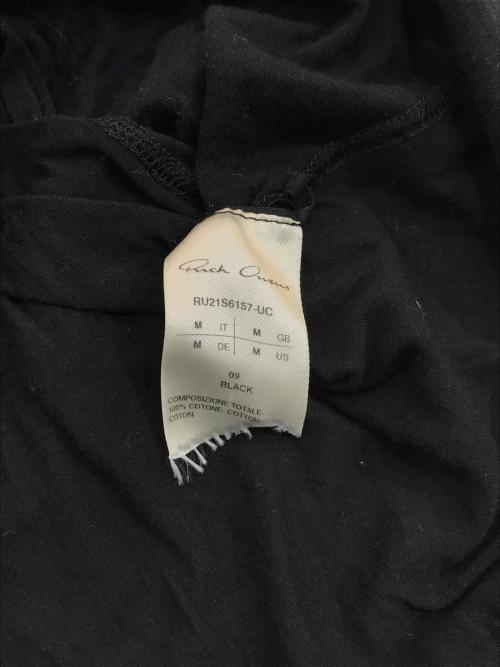 Rick Owens
RU21S6157-UC
M IT M GB
M DE M US
09
BLACK
COMPOSIZIONE TOTALE
100% COTONE- COTTON
COTON